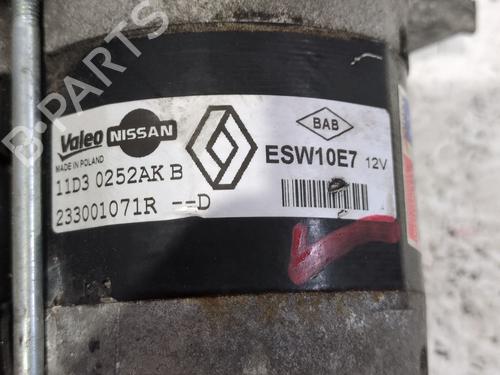 B-PARTS
Valeo NISSAN
MADE IN POLAND
BAB
ESW10E7 12V
11D3 0252AK B
233001071R --D